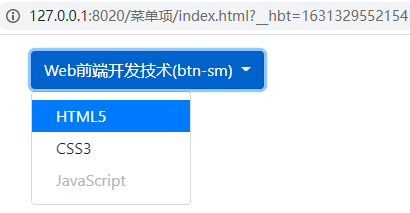 127.0.0.1:8020/菜单项/index.html?__hbt=1631329552154
Web前端开发技术(btn-sm)
HTML5
CSS3
JavaScript